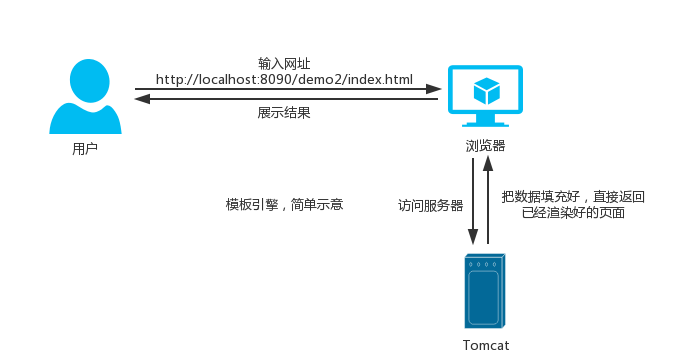 输入网址
http://localhost:8090/demo2/index.html
展示结果
用户
浏览器
模板引擎，简单示意
访问服务器
把数据填充好，直接返回
已经渲染好的页面
Tomcat